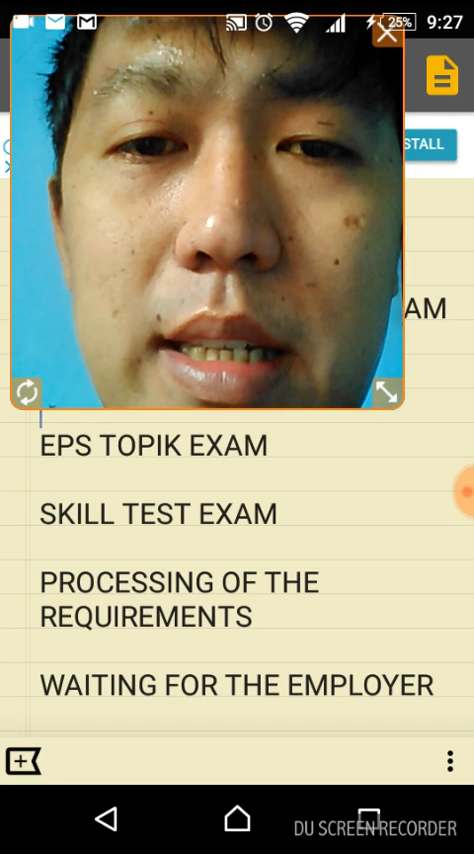 25% 9:27
STALL
AM
EPS TOPIK EXAM
SKILL TEST EXAM
PROCESSING OF THE
REQUIREMENTS
WAITING FOR THE EMPLOYER
DU SCREEN RECORDER